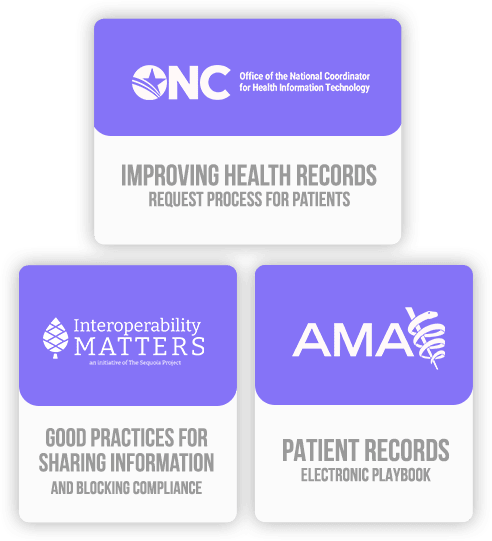 ONC Office of the National Coordinator
for Health Information Technology
IMPROVING HEALTH RECORDS
REQUEST PROCESS FOR PATIENTS
Interoperability
MATTERS
an initiative of The Sequoia Project
GOOD PRACTICES FOR
SHARING INFORMATION
AND BLOCKING COMPLIANCE
AMA
PATIENT RECORDS
ELECTRONIC PLAYBOOK